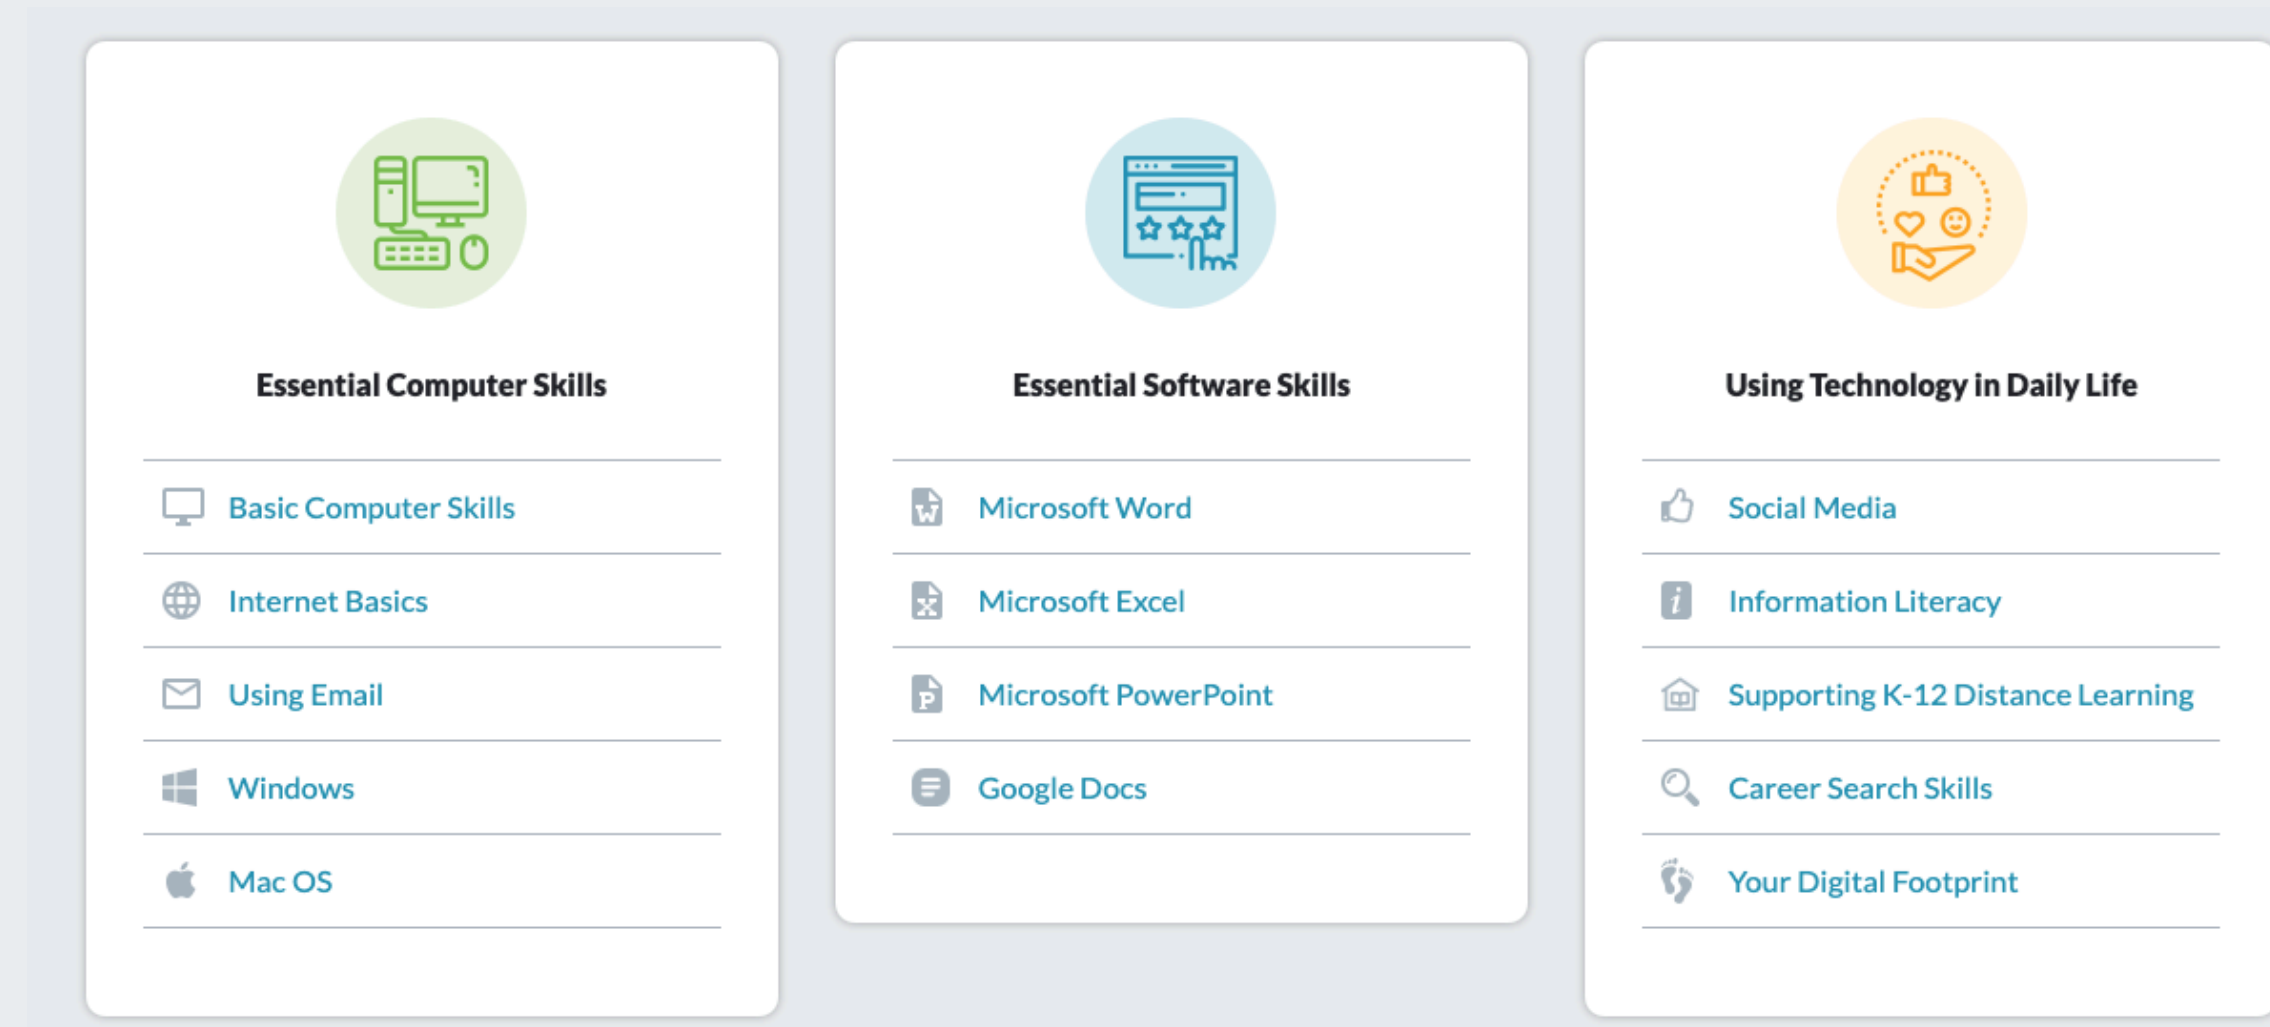 Essential Computer Skills
Basic Computer Skills
Internet Basics
Using Email
Windows
Mac OS
Essential Software Skills
Microsoft Word
Microsoft Excel
Microsoft PowerPoint
Google Docs
Using Technology in Daily Life
Social Media
Information Literacy
Supporting K-12 Distance Learning
Career Search Skills
Your Digital Footprint